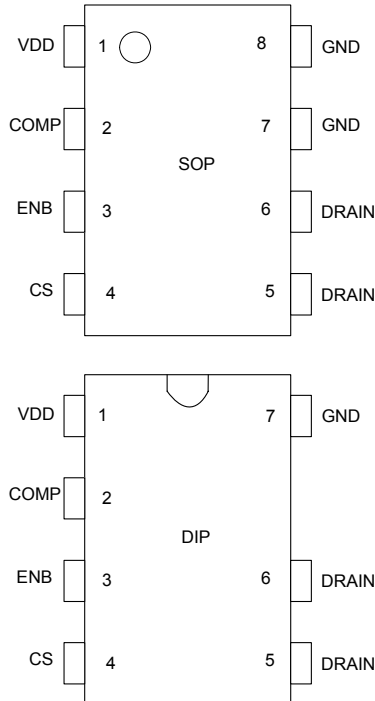 VDD 1 8 GND
COMP 2 7 GND
SOP
ENB 3 6 DRAIN
CS 4 5 DRAIN
VDD 1 7 GND
COMP 2
DIP
ENB 3 6 DRAIN
CS 4 5 DRAIN